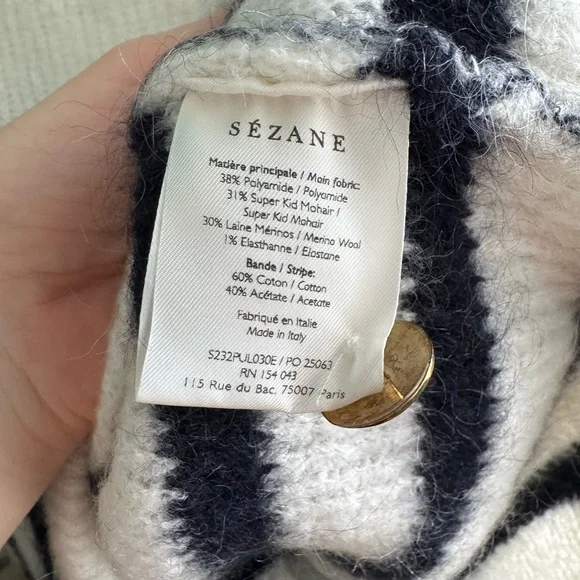 SÉZANE
Matière principale / Main fabric:
38% Polyamide / Polyamide
31% Super Kid Mohair /
Super Kid Mohair
30% Laine Mérinos / Merino Wool
1% Elasthanne / Elastane
Bande / Stripe:
60% Coton / Cotton
40% Acétate / Acetate
Fabriqué en Italie
Made in Italy
S232PUL030E / PO 25063
RN 154 043
115 Rue du Bac, 75007 Paris